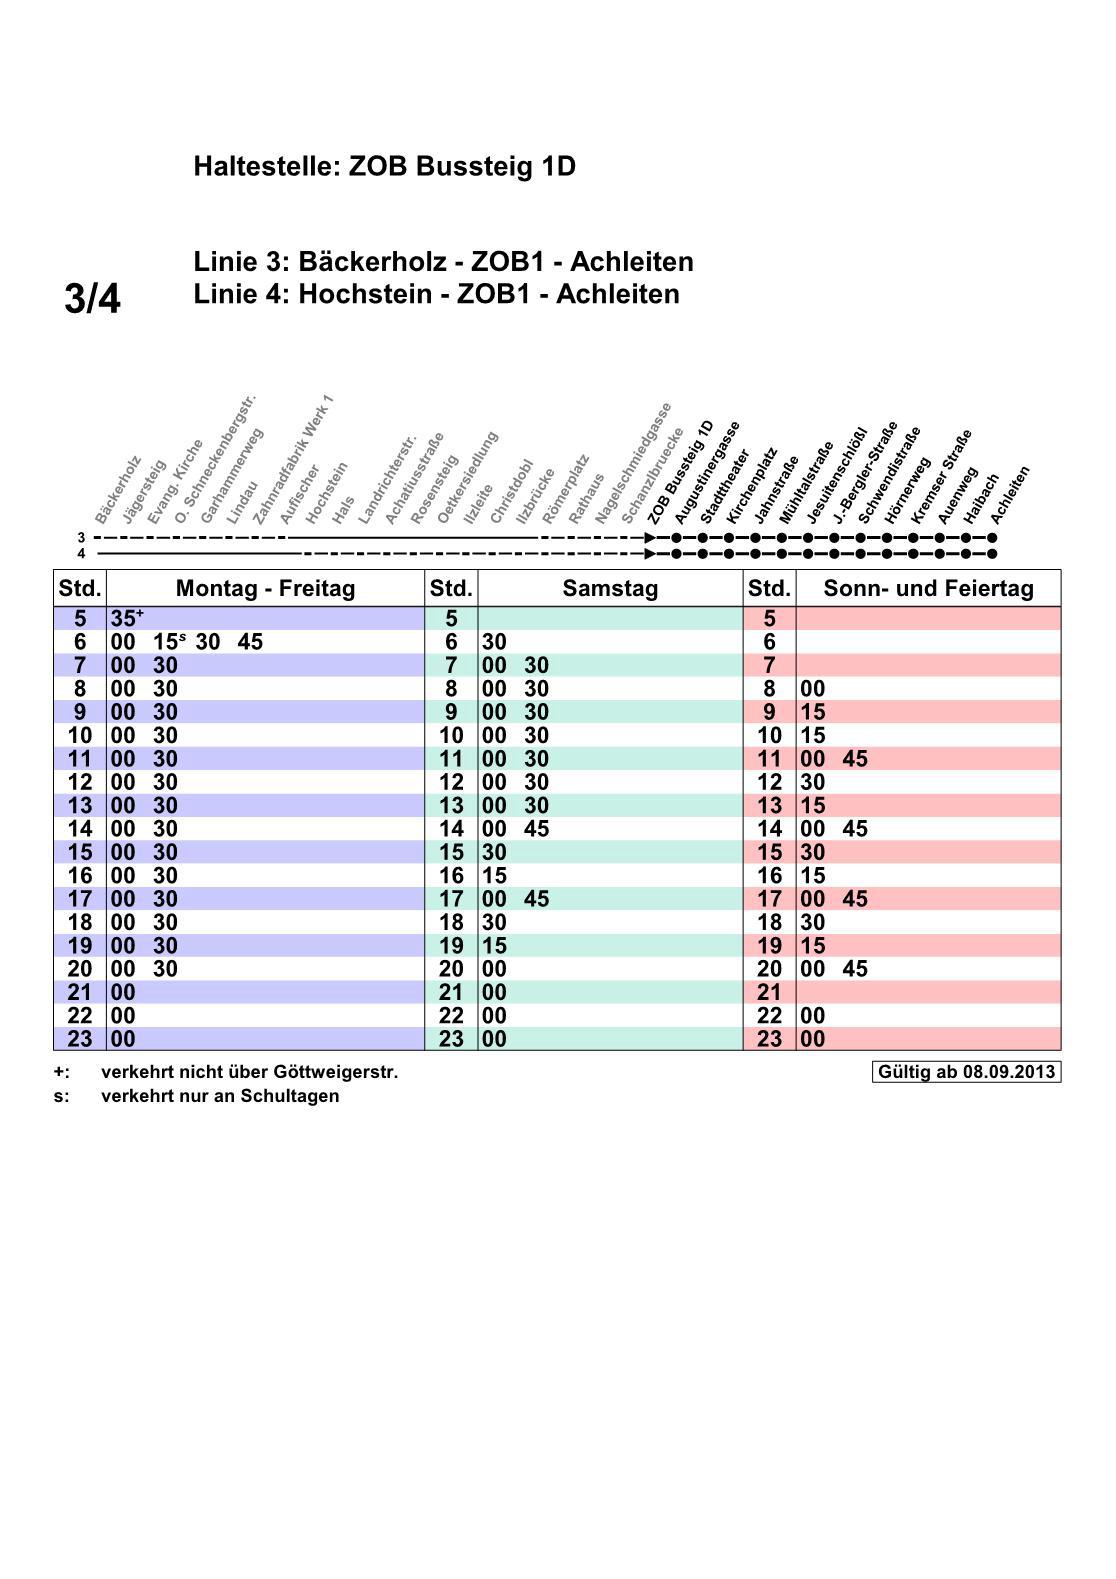 Haltestelle: ZOB Bussteig 1D
Linie 3: Bäckerholz - ZOB1 - Achleiten
3/4 Linie 4: Hochstein - ZOB1 - Achleiten
Bäckerholz
Jägersteig
Evang. Kirche
O. Schneckenbergstr.
Garhammerweg
Lindau
Zahnradfabrik Werk 1
Aufischer
Hochstein
Hals
Landrichterstr.
Achatiusstraße
Rosensteig
Oetkersiedlung
Ilzleite
Christdobl
Ilzbrücke
Römerplatz
Rathaus
Nagelschmiedgasse
Schanzlbruecke
ZOB Bussteig 1D
Augustinergasse
Stadttheater
Kirchenplatz
Jahnstraße
Mühltalstraße
Jesuitenschlößl
J.-Bergler-Straße
Schwendistraße
Hörnerweg
Kremser Straße
Auenweg
Haibach
Achleiten
3
4
Std. Montag - Freitag Std. Samstag Std. Sonn- und Feiertag
5 35+ 5 5
6 00 15s 30 45 6 30 6
7 00 30 7 00 30 7
8 00 30 8 00 30 8 00
9 00 30 9 00 30 9 15
10 00 30 10 00 30 10 15
11 00 30 11 00 30 11 00 45
12 00 30 12 00 30 12 30
13 00 30 13 00 30 13 15
14 00 30 14 00 45 14 00 45
15 00 30 15 30 15 30
16 00 30 16 15 16 15
17 00 30 17 00 45 17 00 45
18 00 30 18 30 18 30
19 00 30 19 15 19 15
20 00 30 20 00 20 00 45
21 00 21 00 21
22 00 22 00 22 00
23 00 23 00 23 00
+: verkehrt nicht über Göttweigerstr. Gültig ab 08.09.2013
s: verkehrt nur an Schultagen